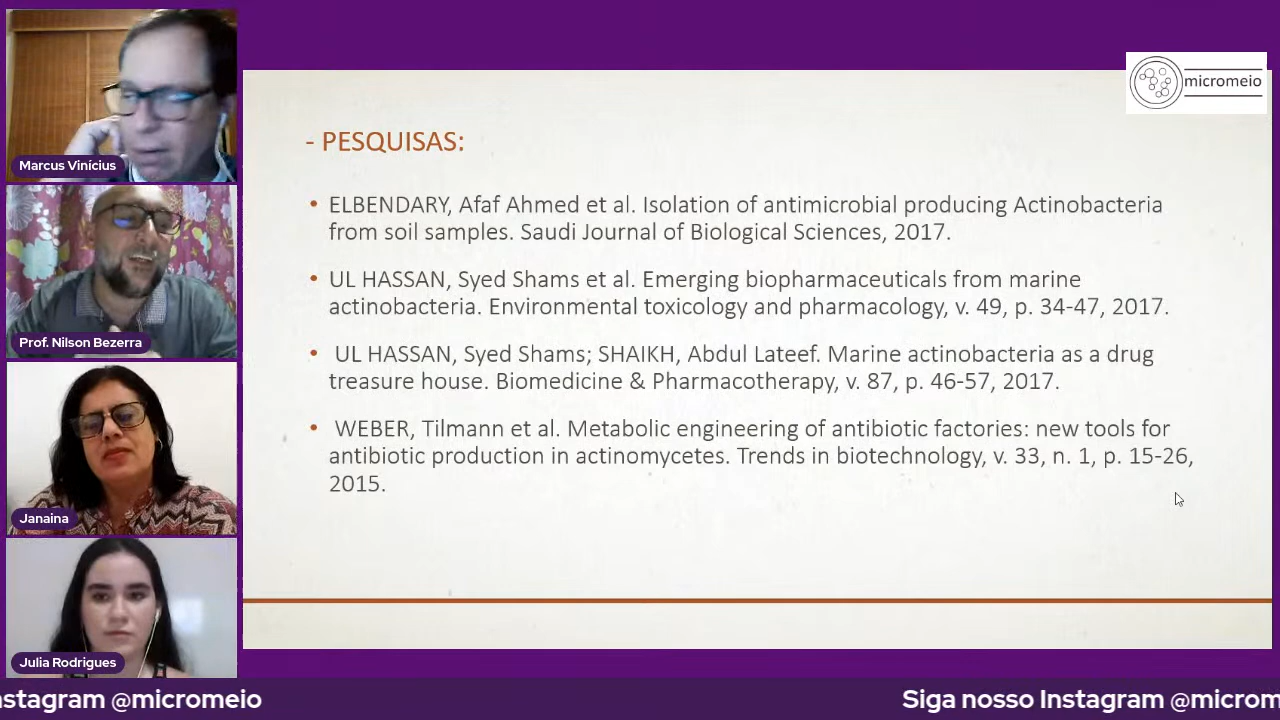 Marcus Vinícius
Prof. Nilson Bezerra
Janaina
Julia Rodrigues
micromeio
- PESQUISAS:
• ELBENDARY, Afaf Ahmed et al. Isolation of antimicrobial producing Actinobacteria
from soil samples. Saudi Journal of Biological Sciences, 2017.
• UL HASSAN, Syed Shams et al. Emerging biopharmaceuticals from marine
actinobacteria. Environmental toxicology and pharmacology, v. 49, p. 34-47, 2017.
• UL HASSAN, Syed Shams; SHAIKH, Abdul Lateef. Marine actinobacteria as a drug
treasure house. Biomedicine & Pharmacotherapy, v. 87, p. 46-57, 2017.
• WEBER, Tilmann et al. Metabolic engineering of antibiotic factories: new tools for
antibiotic production in actinomycetes. Trends in biotechnology, v. 33, n. 1, p. 15-26,
2015.
nstagram @micromeio Siga nosso Instagram @microm